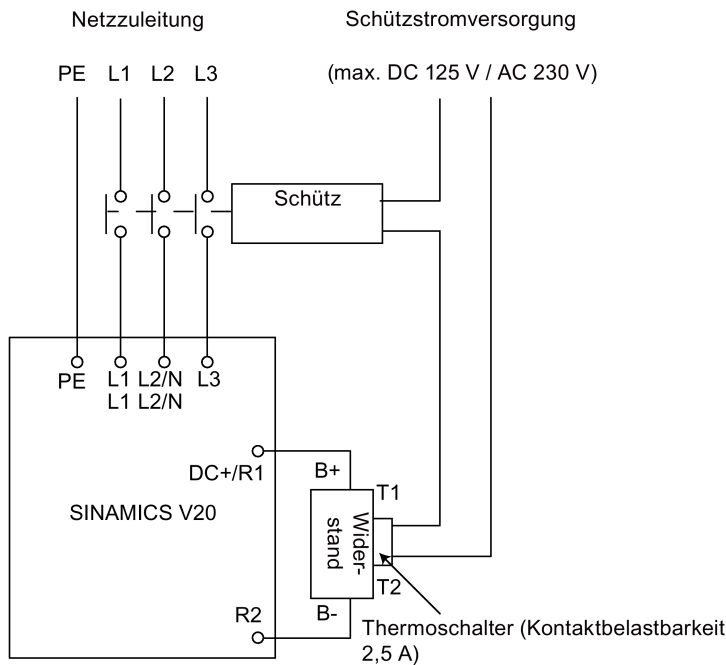 Netzzuleitung
Schützstromversorgung
PE L1 L2 L3
(max. DC 125 V / AC 230 V)
Schütz
PE L1 L2/N L3
L1 L2/N
DC+/R1
B+
T1
SINAMICS V20
Wider-
stand
T2
R2
B-
Thermoschalter (Kontaktbelastbarkeit
2,5 A)